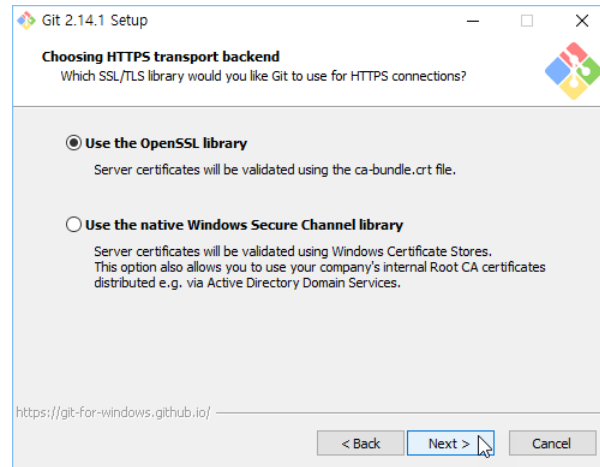 Git 2.14.1 Setup
Choosing HTTPS transport backend
Which SSL/TLS library would you like Git to use for HTTPS connections?
Use the OpenSSL library
Server certificates will be validated using the ca-bundle.crt file.
Use the native Windows Secure Channel library
Server certificates will be validated using Windows Certificate Stores.
This option also allows you to use your company's internal Root CA certificates
distributed e.g. via Active Directory Domain Services.
https://git-for-windows.github.io/
< Back Next > Cancel